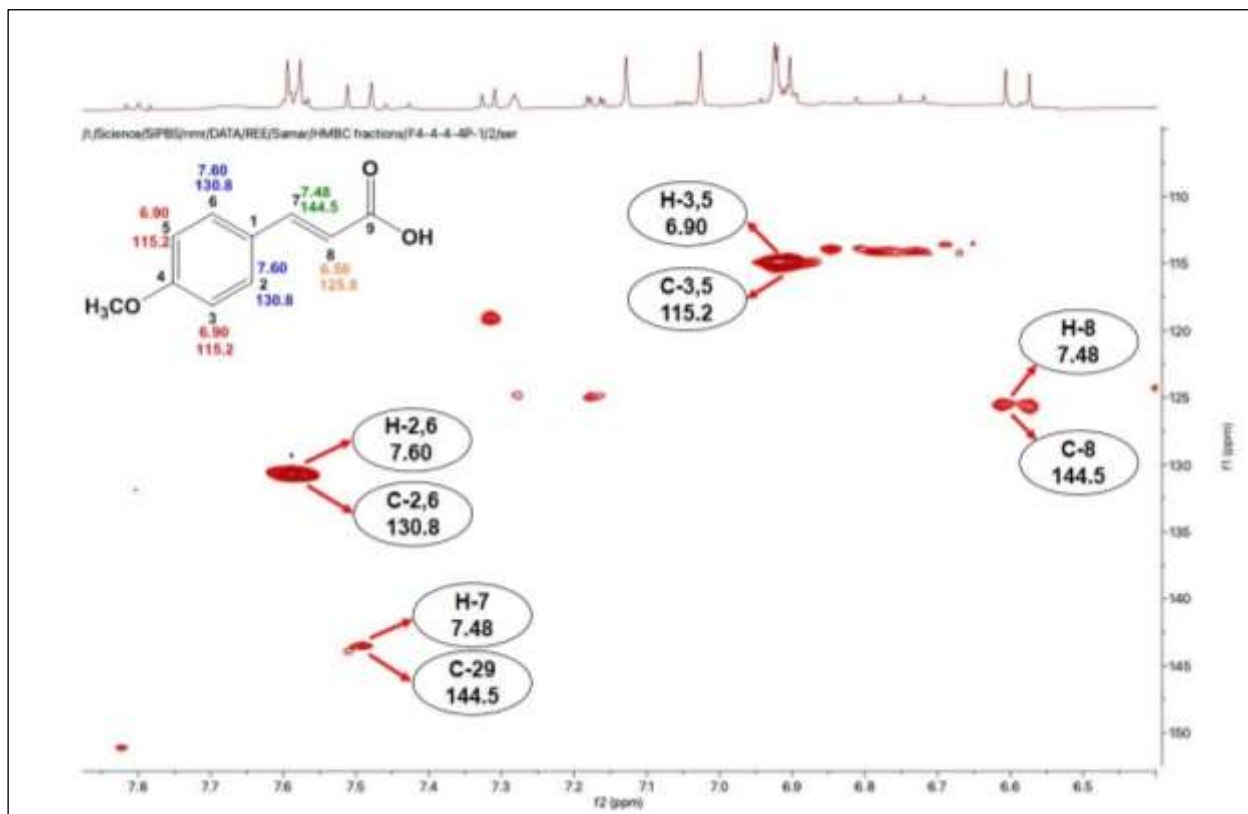 /\/Science/SIPBS/nmr/DATA/REE/Samar/HMBC fractions/F4-4-4-4P-1/2/ser
7.60
130.8
6
6.90
5
115.2
4
H₃CO
3
6.90
115.2
1
7.60
2
130.8
7
7.48
144.5
8
6.50
125.8
O
9
OH
H-3,5
6.90
C-3,5
115.2
H-8
7.48
C-8
144.5
H-2,6
7.60
C-2,6
130.8
H-7
7.48
C-29
144.5
110
115
120
125
130
135
140
145
150
f1 (ppm)
7.8 7.7 7.6 7.5 7.4 7.3 7.2 7.1 7.0 6.9 6.8 6.7 6.6 6.5
f2 (ppm)